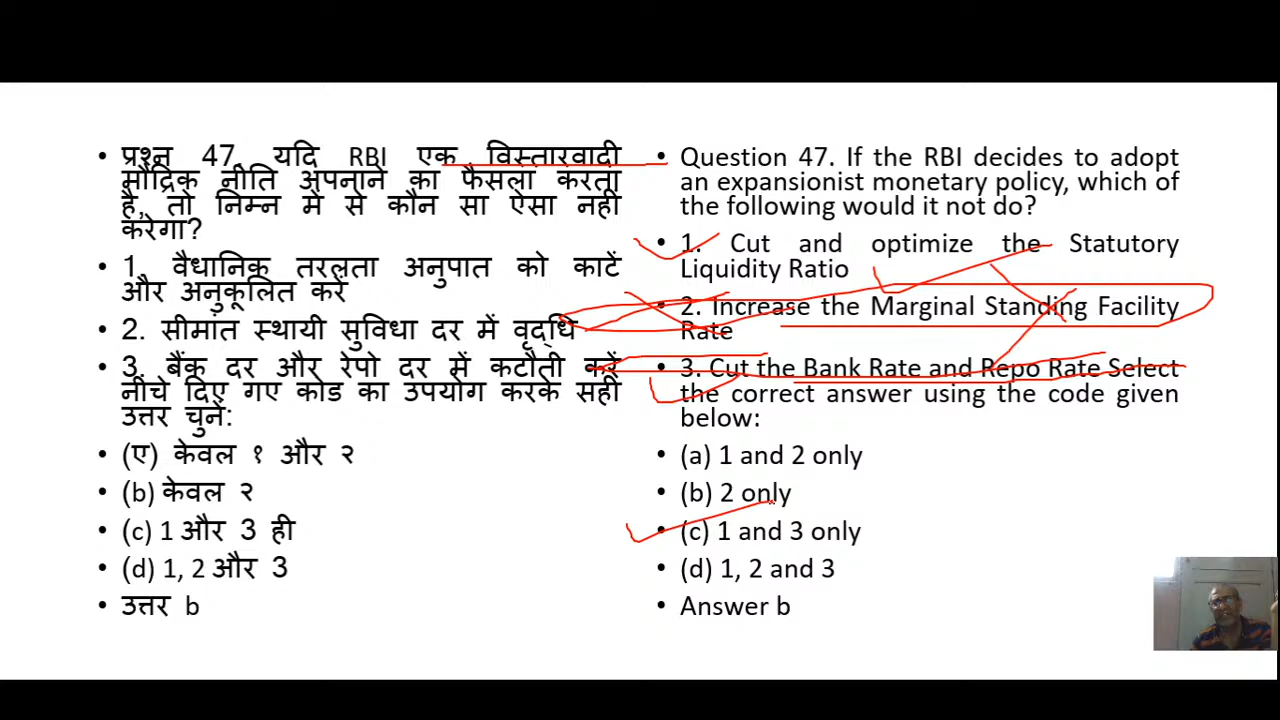 प्रश्न 47. यदि RBI एक विस्तारवादी
मौद्रिक नीति अपनाने का फैसला करता
है, तो निम्न में से कौन सा ऐसा नहीं
करेगा?
1. वैधानिक तरलता अनुपात को काटें
और अनुकूलित करें
2. सीमांत स्थायी सुविधा दर में वृद्धि
3. बैंक दर और रेपो दर में कटौती करें
नीचे दिए गए कोड का उपयोग करके सही
उत्तर चुनें:
(ए) केवल १ और २
(b) केवल २
(c) 1 और 3 ही
(d) 1, 2 और 3
उत्तर b
Question 47. If the RBI decides to adopt
an expansionist monetary policy, which of
the following would it not do?
1. Cut and optimize the Statutory
Liquidity Ratio
2. Increase the Marginal Standing Facility
Rate
3. Cut the Bank Rate and Repo Rate Select
the correct answer using the code given
below:
(a) 1 and 2 only
(b) 2 only
(c) 1 and 3 only
(d) 1, 2 and 3
Answer b